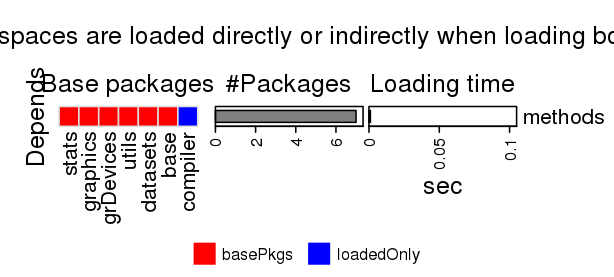 spaces are loaded directly or indirectly when loading bo
Base packages #Packages Loading time
Depends
methods
stats
graphics
grDevices
utils
datasets
base
compiler
0 2 4 6
0 0.05 0.1
sec
basePkgs loadedOnly